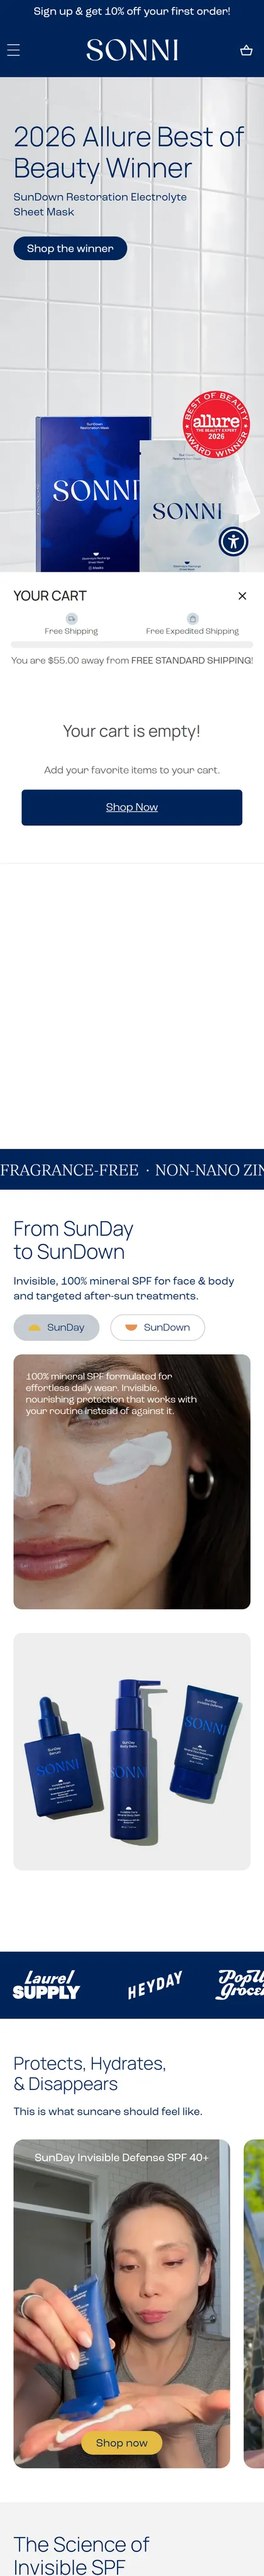 Sign up & get 10% off your first order!
SONNI
2026 Allure Best of
Beauty Winner
SunDown Restoration Electrolyte
Sheet Mask
Shop the winner
BEST OF BEAUTY
allure
THE BEAUTY EXPERT
2026
AWARD WINNER
SONNI
SONNI
YOUR CART
Free Shipping
Free Expedited Shipping
You are $55.00 away from FREE STANDARD SHIPPING!
Your cart is empty!
Add your favorite items to your cart.
Shop Now
FRAGRANCE-FREE · NON-NANO ZIN
From SunDay
to SunDown
Invisible, 100% mineral SPF for face & body
and targeted after-sun treatments.
SunDay
SunDown
100% mineral SPF formulated for
effortless daily wear. Invisible,
nourishing protection that works with
your routine instead of against it.
SONNI
SONNI
SONNI
Laurel
SUPPLY
HEYDAY
PopU
Grocer
Protects, Hydrates,
& Disappears
This is what suncare should feel like.
SunDay Invisible Defense SPF 40+
Shop now
The Science of
Invisible SPF